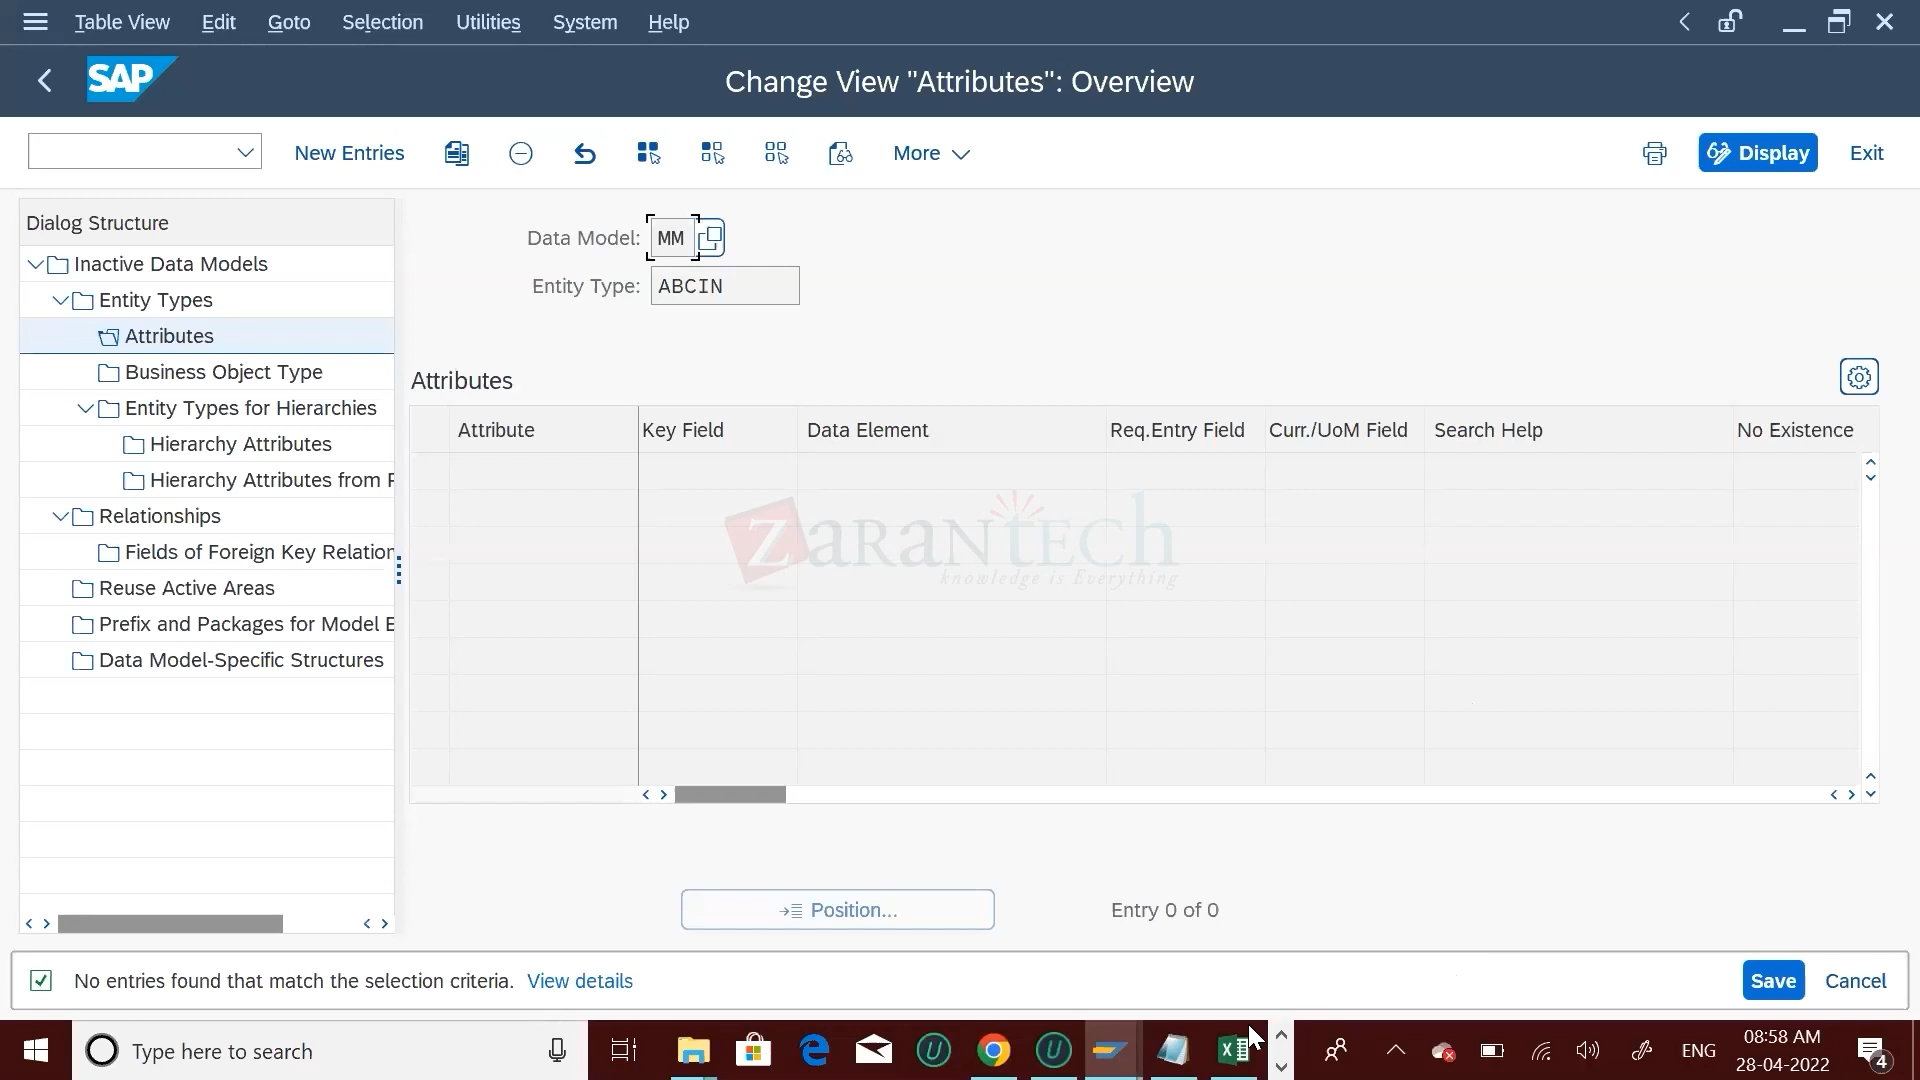 Table View Edit Goto Selection Utilities System Help
SAP Change View "Attributes": Overview
New Entries More Display Exit
Dialog Structure
Inactive Data Models
Entity Types
Attributes
Business Object Type
Entity Types for Hierarchies
Hierarchy Attributes
Hierarchy Attributes from
Relationships
Fields of Foreign Key Relation
Reuse Active Areas
Prefix and Packages for Model
Data Model-Specific Structures
Data Model: MM
Entity Type: ABCIN
Attributes
Attribute Key Field Data Element Req.Entry Field Curr./UoM Field Search Help No Existence
ZaranTech
knowledge is Everything
Position... Entry 0 of 0
No entries found that match the selection criteria. View details Save Cancel
Type here to search ENG 08:58 AM
28-04-2022 4